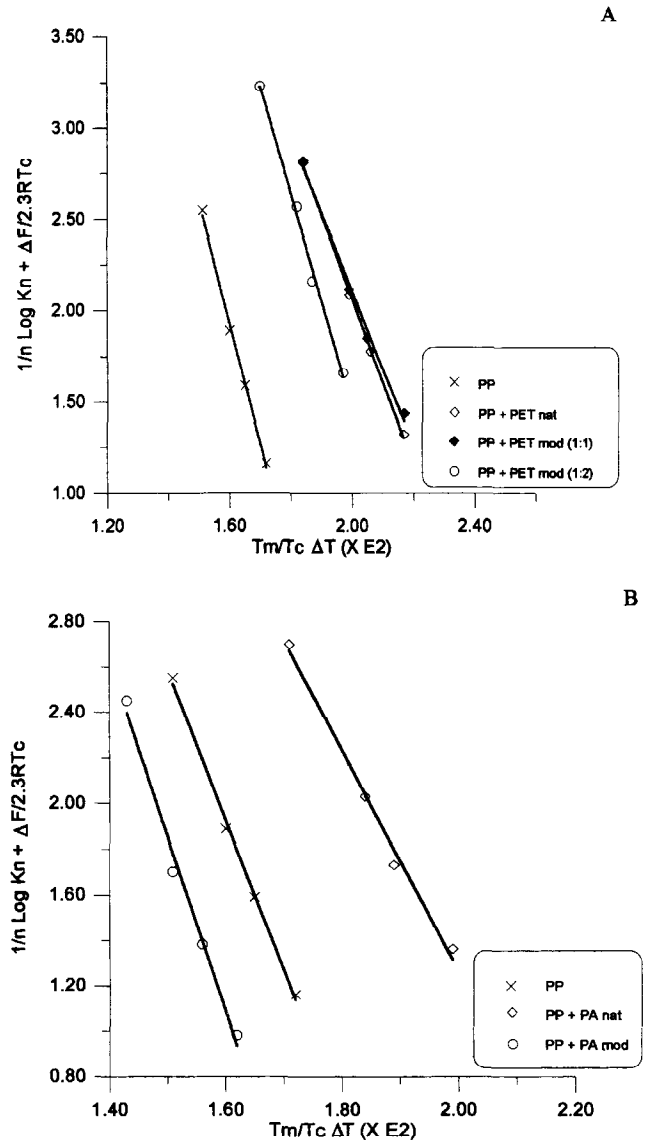 A
3.50
3.00
2.50
2.00
1.50
1.00
1/n Log Kn + ΔF/2.3RTc
PP
PP + PET nat
PP + PET mod (1:1)
PP + PET mod (1:2)
1.20
1.60
2.00
2.40
Tm/Tc ΔT (X E2)
B
2.80
2.40
2.00
1.60
1.20
0.80
1/n Log Kn + ΔF/2.3RTc
PP
PP + PA nat
PP + PA mod
1.40
1.60
1.80
2.00
2.20
Tm/Tc ΔT (X E2)